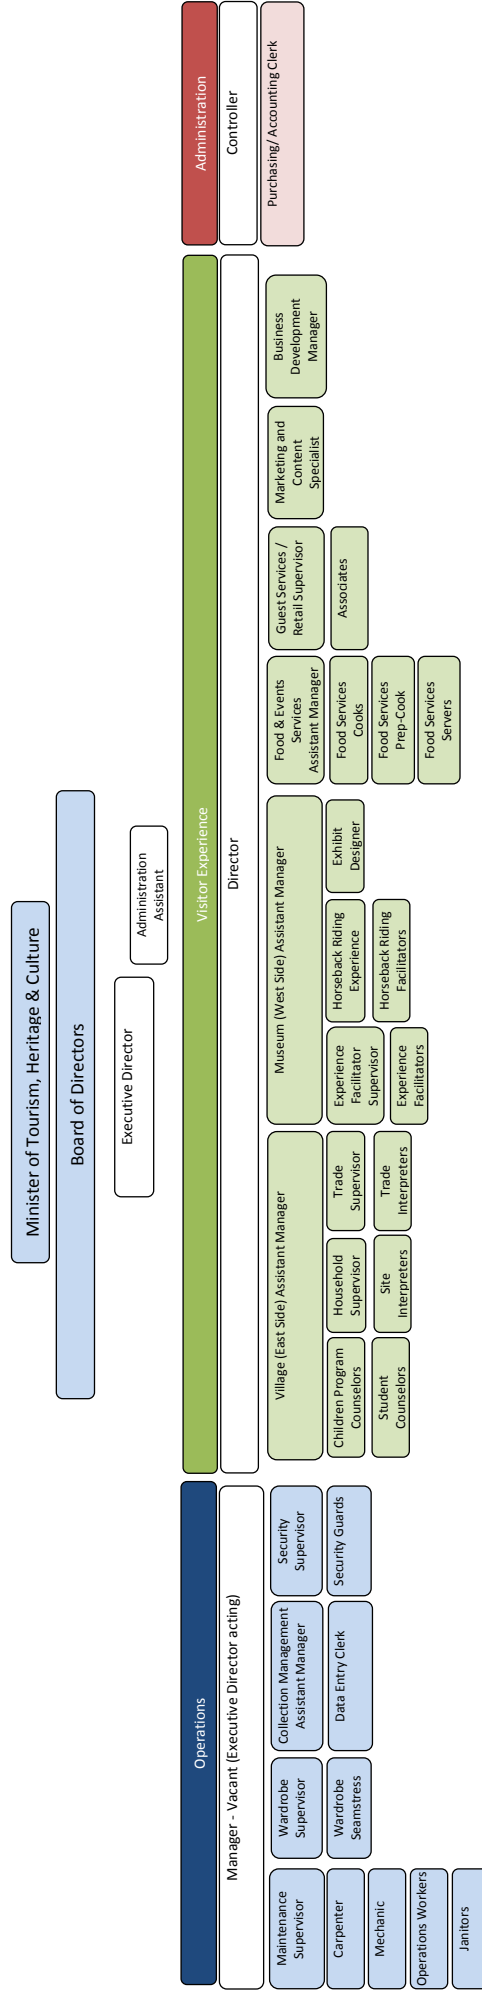 Minister of Tourism, Heritage & Culture
Board of Directors
Executive Director
Administration
Assistant
Operations
Manager - Vacant (Executive Director acting)
Maintenance
Supervisor
Carpenter
Mechanic
Operations Workers
Janitors
Wardrobe
Supervisor
Wardrobe
Seamstress
Collection Management
Assistant Manager
Data Entry Clerk
Security
Supervisor
Security Guards
Visitor Experience
Director
Village (East Side) Assistant Manager
Children Program
Counselors
Student
Counselors
Household
Supervisor
Site
Interpreters
Trade
Supervisor
Trade
Interpreters
Museum (West Side) Assistant Manager
Experience
Facilitator
Supervisor
Experience
Facilitators
Horseback Riding
Experience
Horseback Riding
Facilitators
Exhibit
Designer
Food & Events
Services
Assistant Manager
Food Services
Cooks
Food Services
Prep-Cook
Food Services
Servers
Guest Services /
Retail Supervisor
Associates
Marketing and
Content
Specialist
Business
Development
Manager
Administration
Controller
Purchasing/ Accounting Clerk